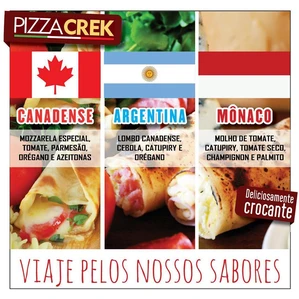 PIZZACREK
CANADENSE
MOZZARELA ESPECIAL,
TOMATE, PARMESÃO,
ORÉGANO E AZEITONAS
ARGENTINA
LOMBO CANADENSE,
CEBOLA, CATUPIRY E
ORÉGANO
MÔNACO
MOLHO DE TOMATE,
CATUPIRY, TOMATE SECO,
CHAMPIGNON E PALMITO
Deliciosamente
crocante
VIAJE PELOS NOSSOS SABORES